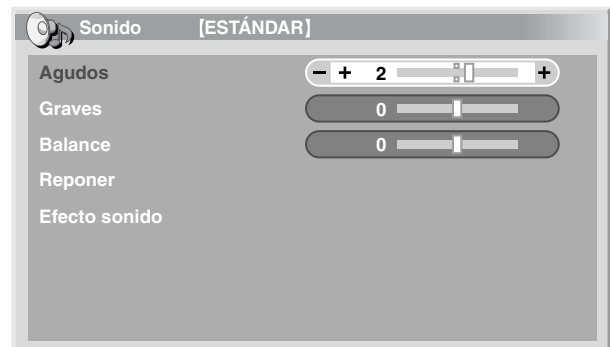 Sonido [ESTÁNDAR]
Agudos − + 2 +
Graves 0
Balance 0
Reponer
Efecto sonido